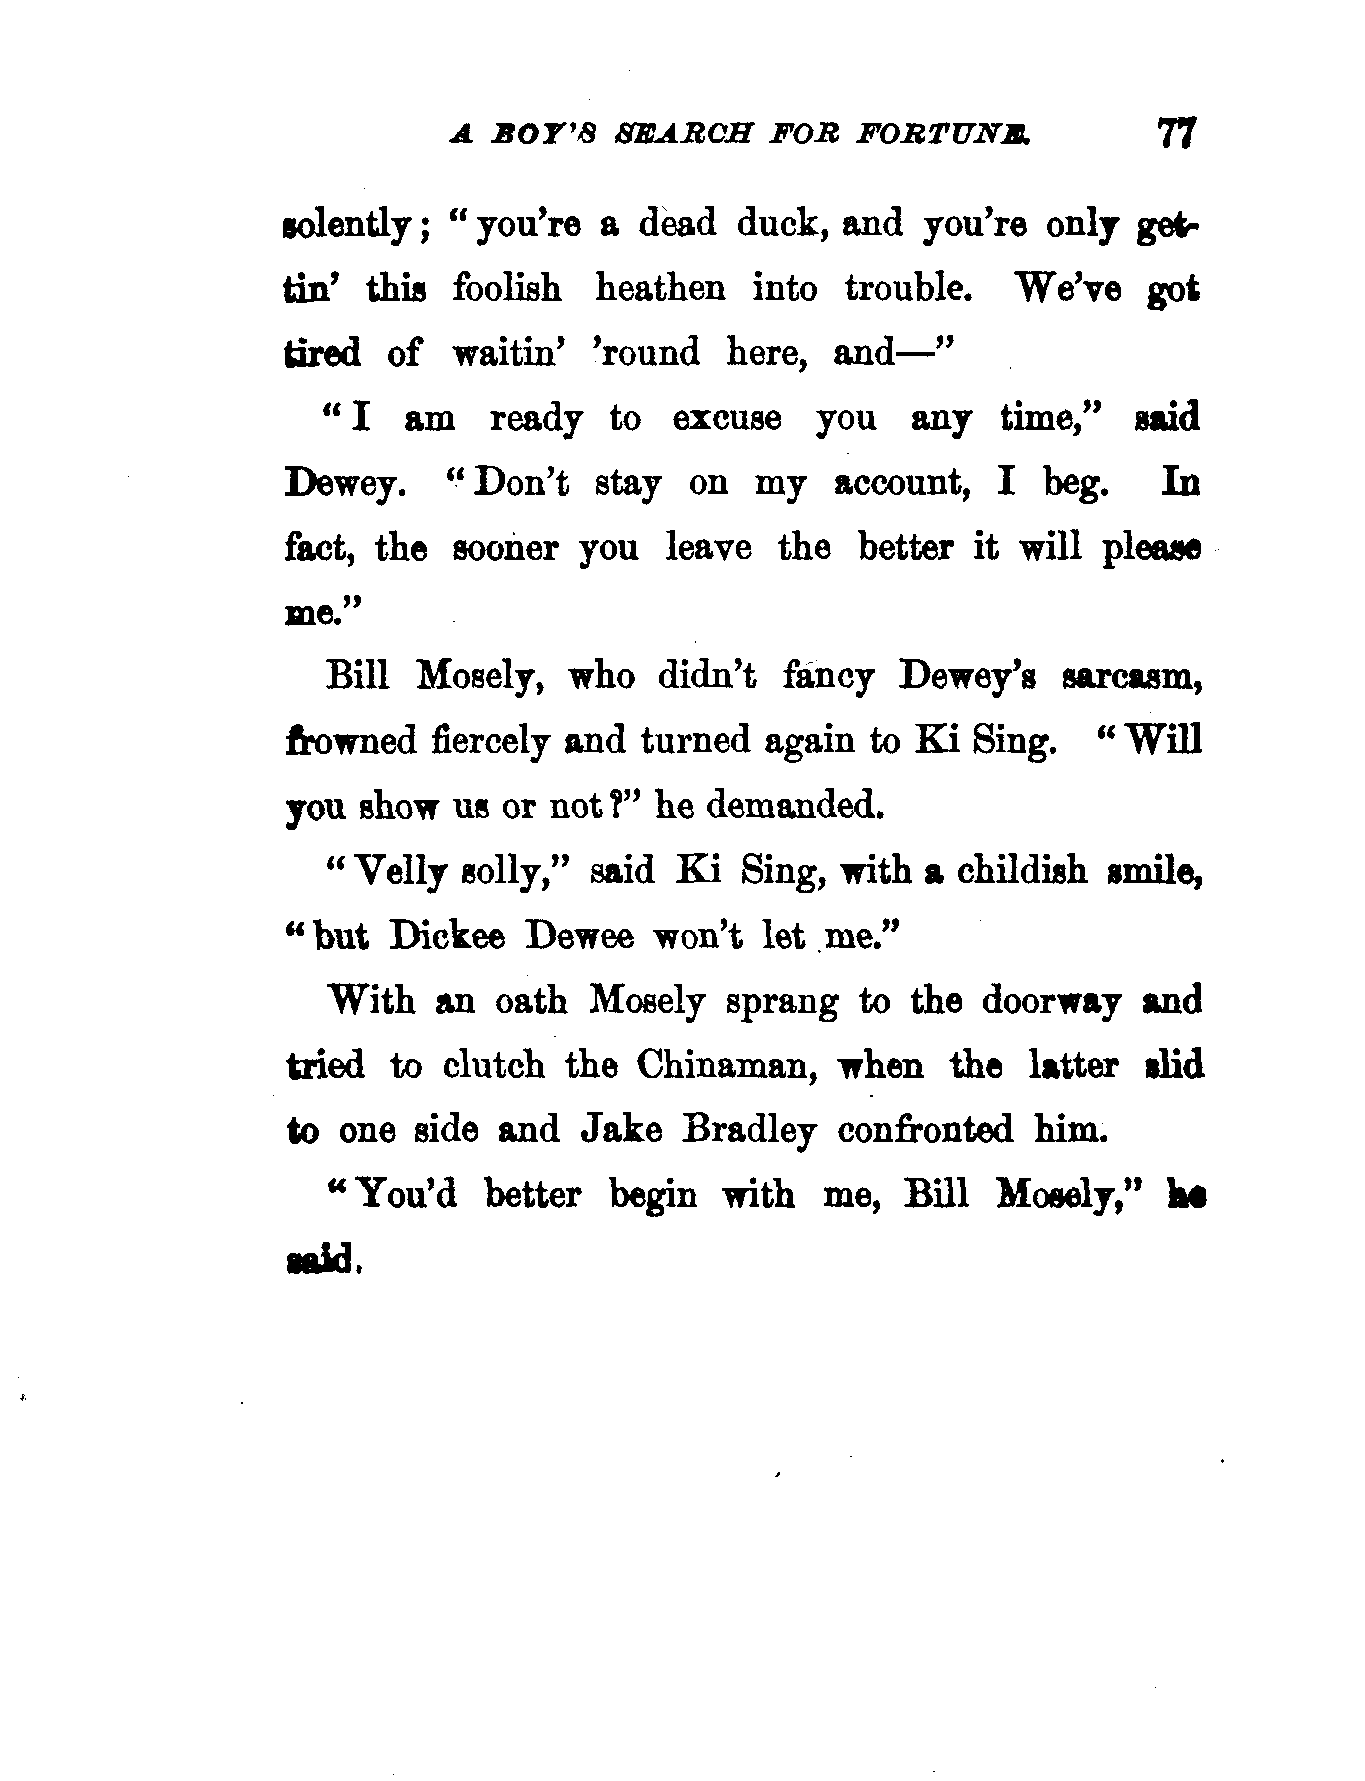 A BOY'S SEARCH FOR FORTUNE. 77
solently; "you're a dead duck, and you're only get-
tin' this foolish heathen into trouble. We've got
tired of waitin' 'round here, and—"
"I am ready to excuse you any time," said
Dewey. "Don't stay on my account, I beg. In
fact, the sooner you leave the better it will please
me."
Bill Mosely, who didn't fancy Dewey's sarcasm,
frowned fiercely and turned again to Ki Sing. "Will
you show us or not?" he demanded.
"Velly solly," said Ki Sing, with a childish smile,
"but Dickee Dewee won't let me."
With an oath Mosely sprang to the doorway and
tried to clutch the Chinaman, when the latter slid
to one side and Jake Bradley confronted him.
"You'd better begin with me, Bill Mosely," he
said.